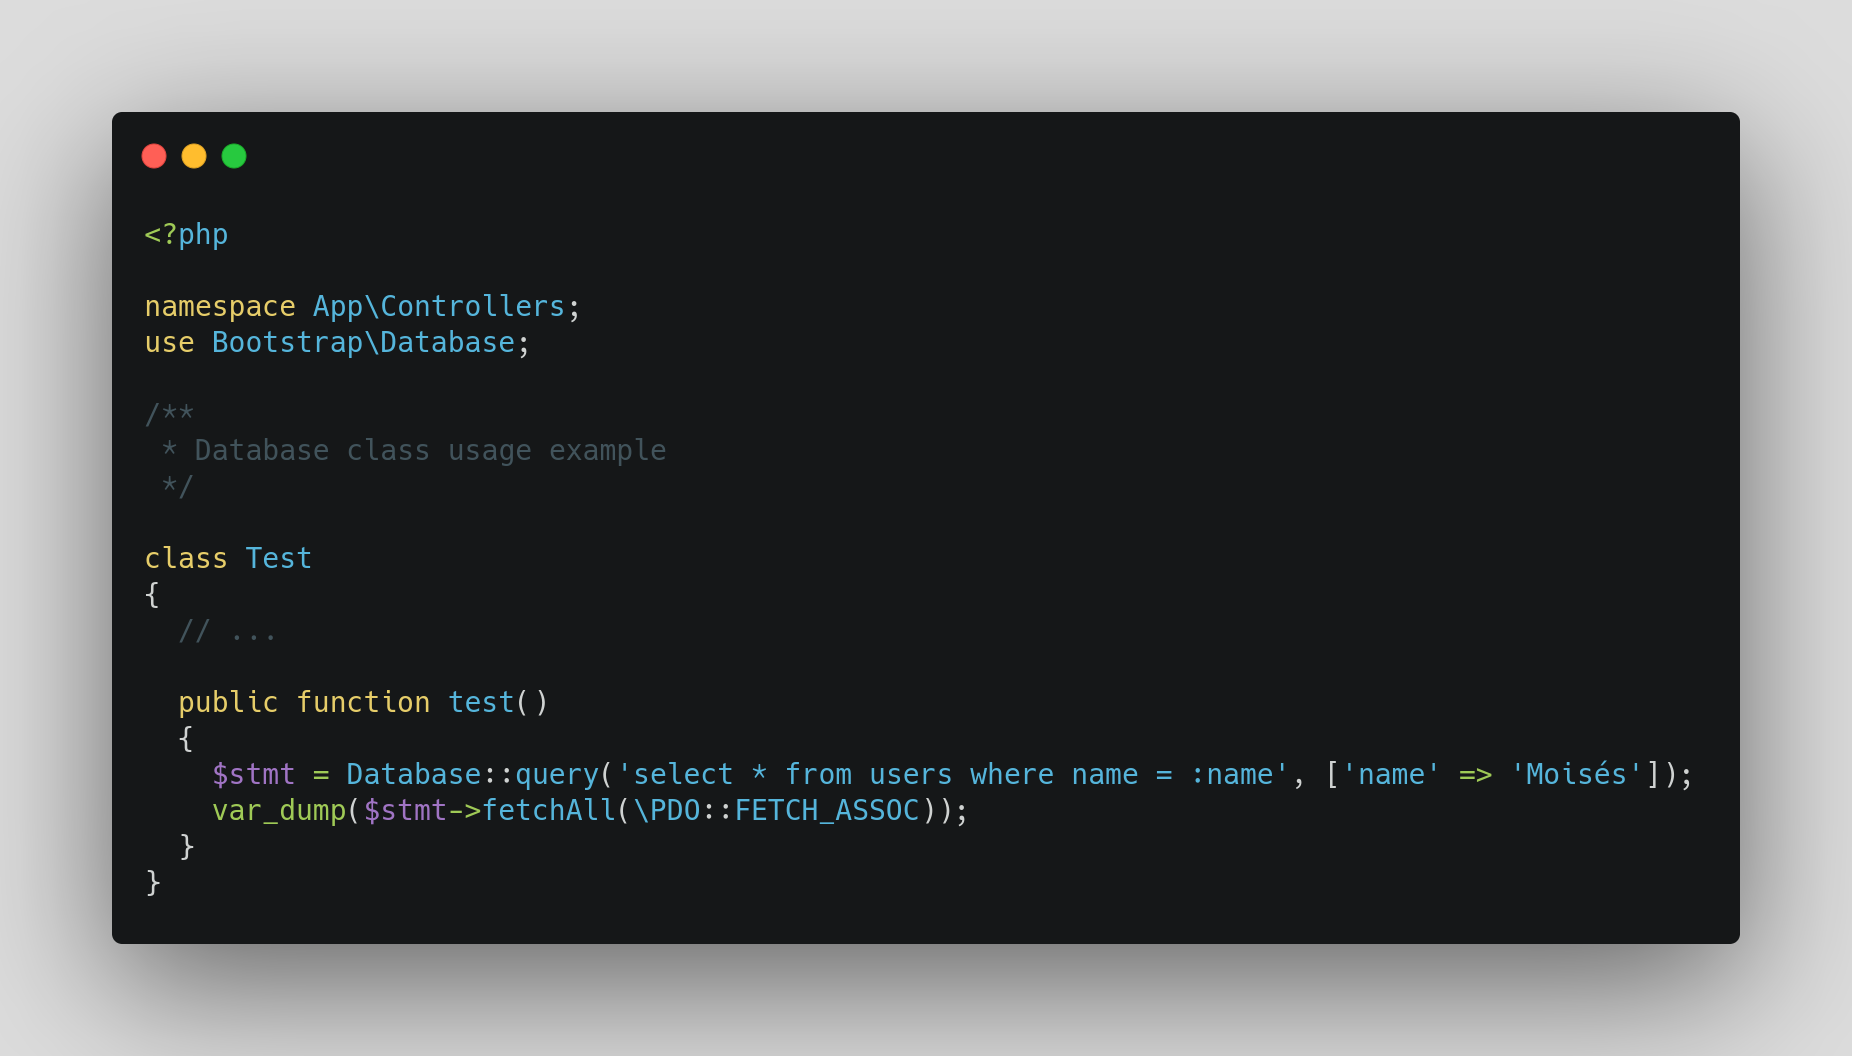 <?php
namespace App\Controllers;
use Bootstrap\Database;
/**
 * Database class usage example
 */
class Test
{
  // ...
  public function test()
  {
    $stmt = Database::query('select * from users where name = :name', ['name' => 'Moisés']);
    var_dump($stmt->fetchAll(\PDO::FETCH_ASSOC));
  }
}